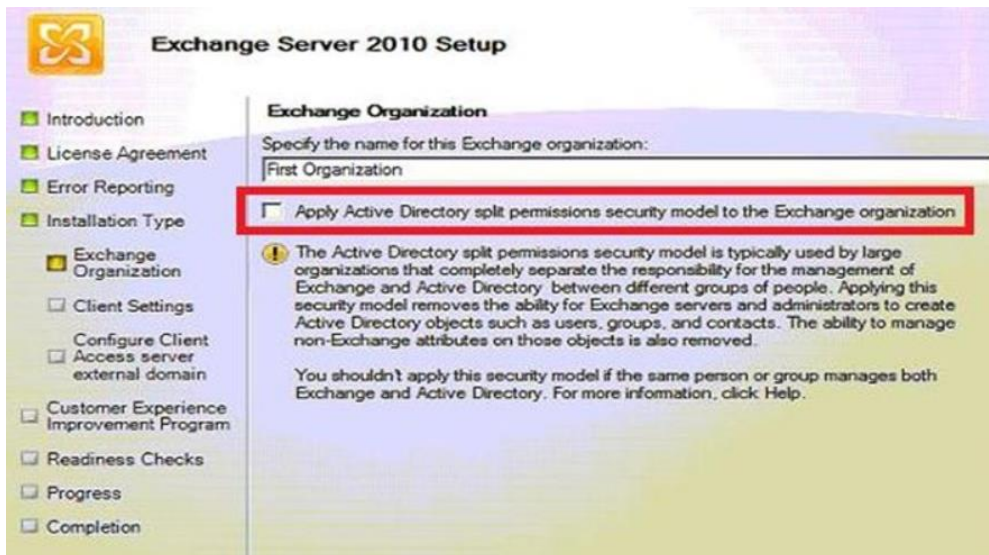 Exchange Server 2010 Setup
Introduction
License Agreement
Error Reporting
Installation Type
Exchange
Organization
Client Settings
Configure Client
Access server
external domain
Customer Experience
Improvement Program
Readiness Checks
Progress
Completion
Exchange Organization
Specify the name for this Exchange organization:
First Organization
Apply Active Directory split permissions security model to the Exchange organization
The Active Directory split permissions security model is typically used by large
organizations that completely separate the responsibility for the management of
Exchange and Active Directory between different groups of people. Applying this
security model removes the ability for Exchange servers and administrators to create
Active Directory objects such as users, groups, and contacts. The ability to manage
non-Exchange attributes on those objects is also removed.
You shouldn't apply this security model if the same person or group manages both
Exchange and Active Directory. For more information, click Help.